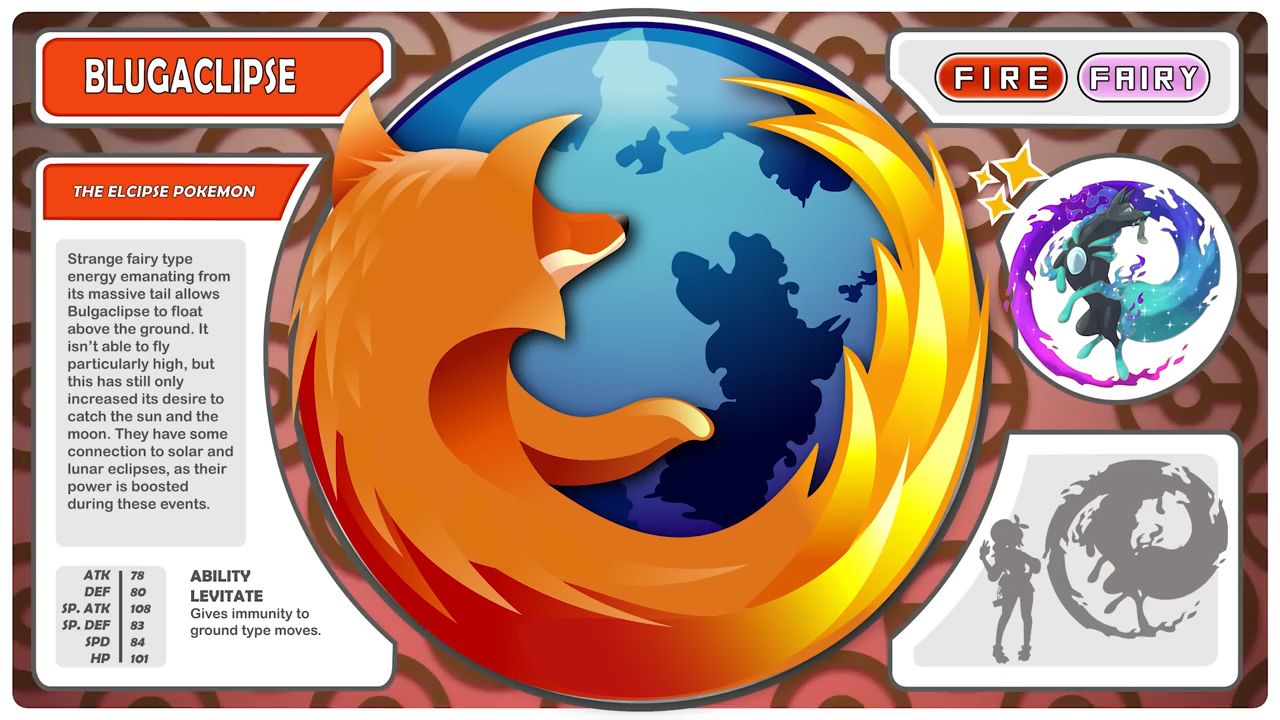 BLUGACLIPSE
FIRE FAIRY
THE ELCIPSE POKEMON
Strange fairy type
energy emanating from
its massive tail allows
Bulgaclipse to float
above the ground. It
isn't able to fly
particularly high, but
this has still only
increased its desire to
catch the sun and the
moon. They have some
connection to solar and
lunar eclipses, as their
power is boosted
during these events.
ATK 78
DEF 80
SP. ATK 108
SP. DEF 83
SPD 84
HP 101
ABILITY
LEVITATE
Gives immunity to
ground type moves.